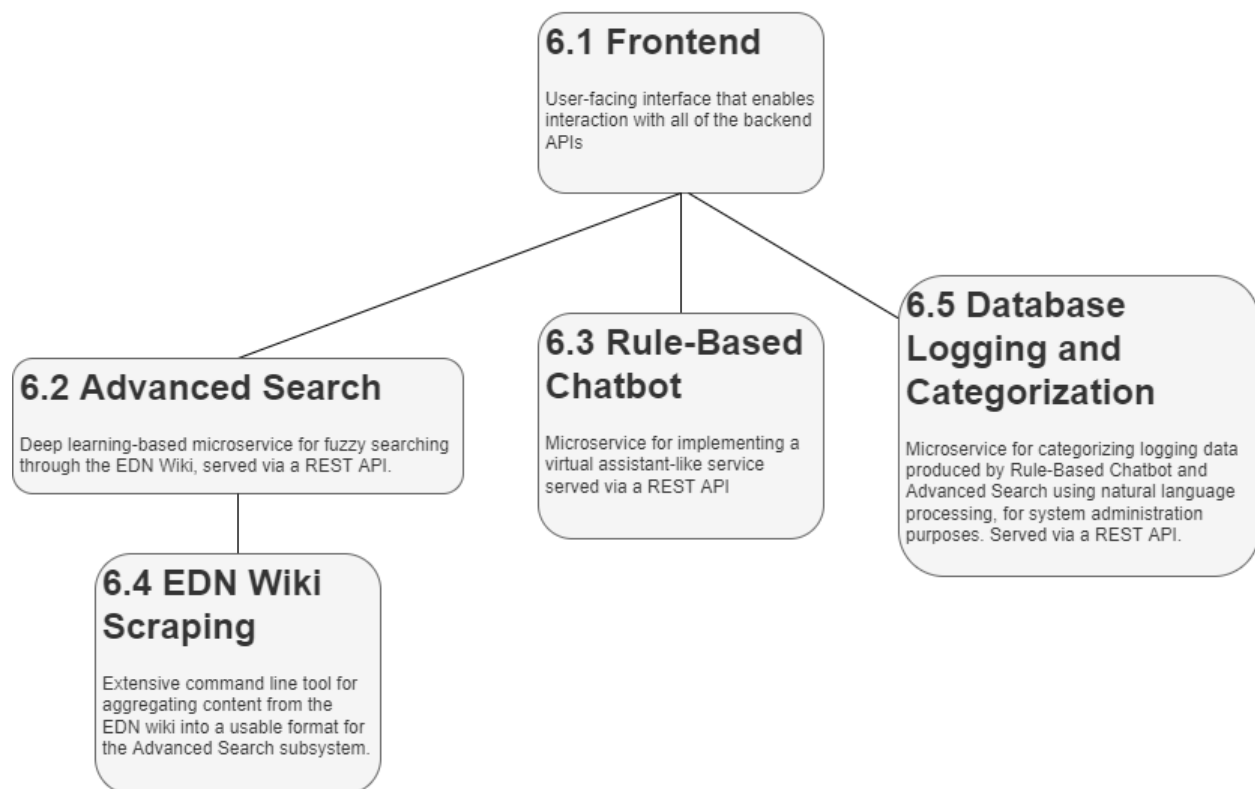 6.1 Frontend
User-facing interface that enables
interaction with all of the backend
APIs
6.2 Advanced Search
Deep learning-based microservice for fuzzy searching
through the EDN Wiki, served via a REST API.
6.3 Rule-Based
Chatbot
Microservice for implementing a
virtual assistant-like service
served via a REST API
6.5 Database
Logging and
Categorization
Microservice for categorizing logging data
produced by Rule-Based Chatbot and
Advanced Search using natural language
processing, for system administration
purposes. Served via a REST API.
6.4 EDN Wiki
Scraping
Extensive command line tool for
aggregating content from the
EDN wiki into a usable format for
the Advanced Search subsystem.